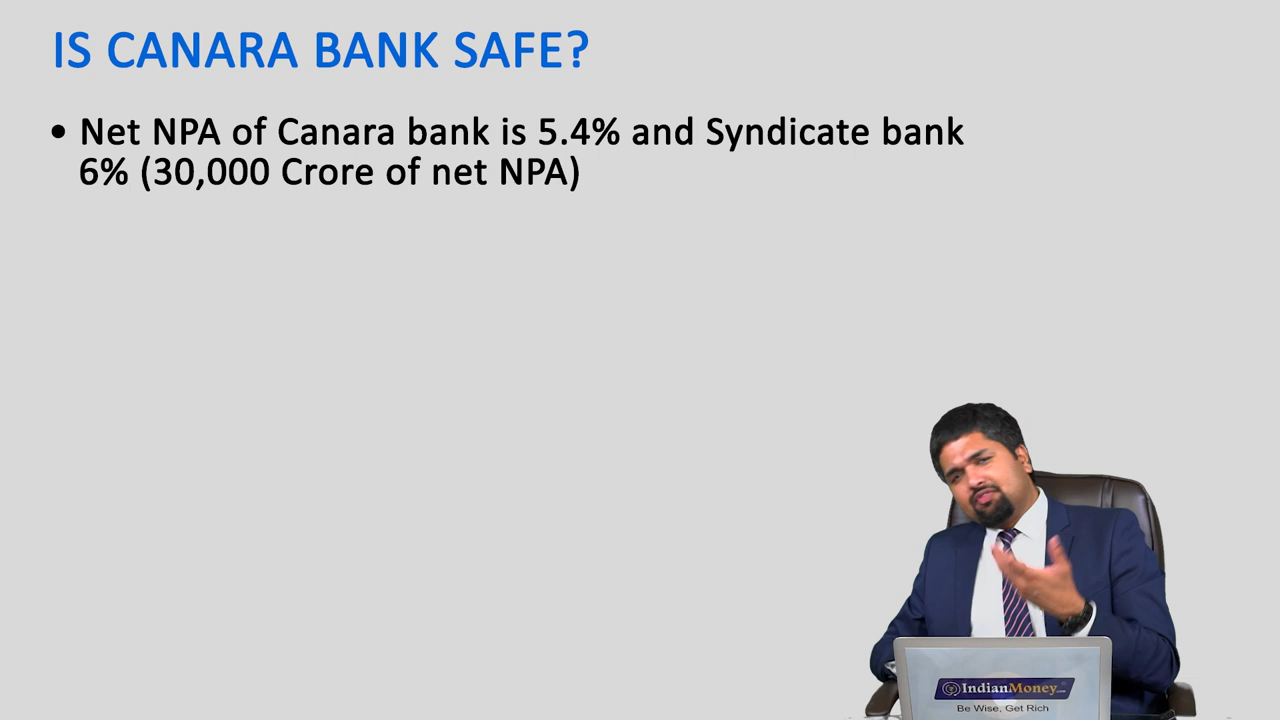 IS CANARA BANK SAFE?
• Net NPA of Canara bank is 5.4% and Syndicate bank
6% (30,000 Crore of net NPA)
IndianMoney.com
Be Wise, Get Rich